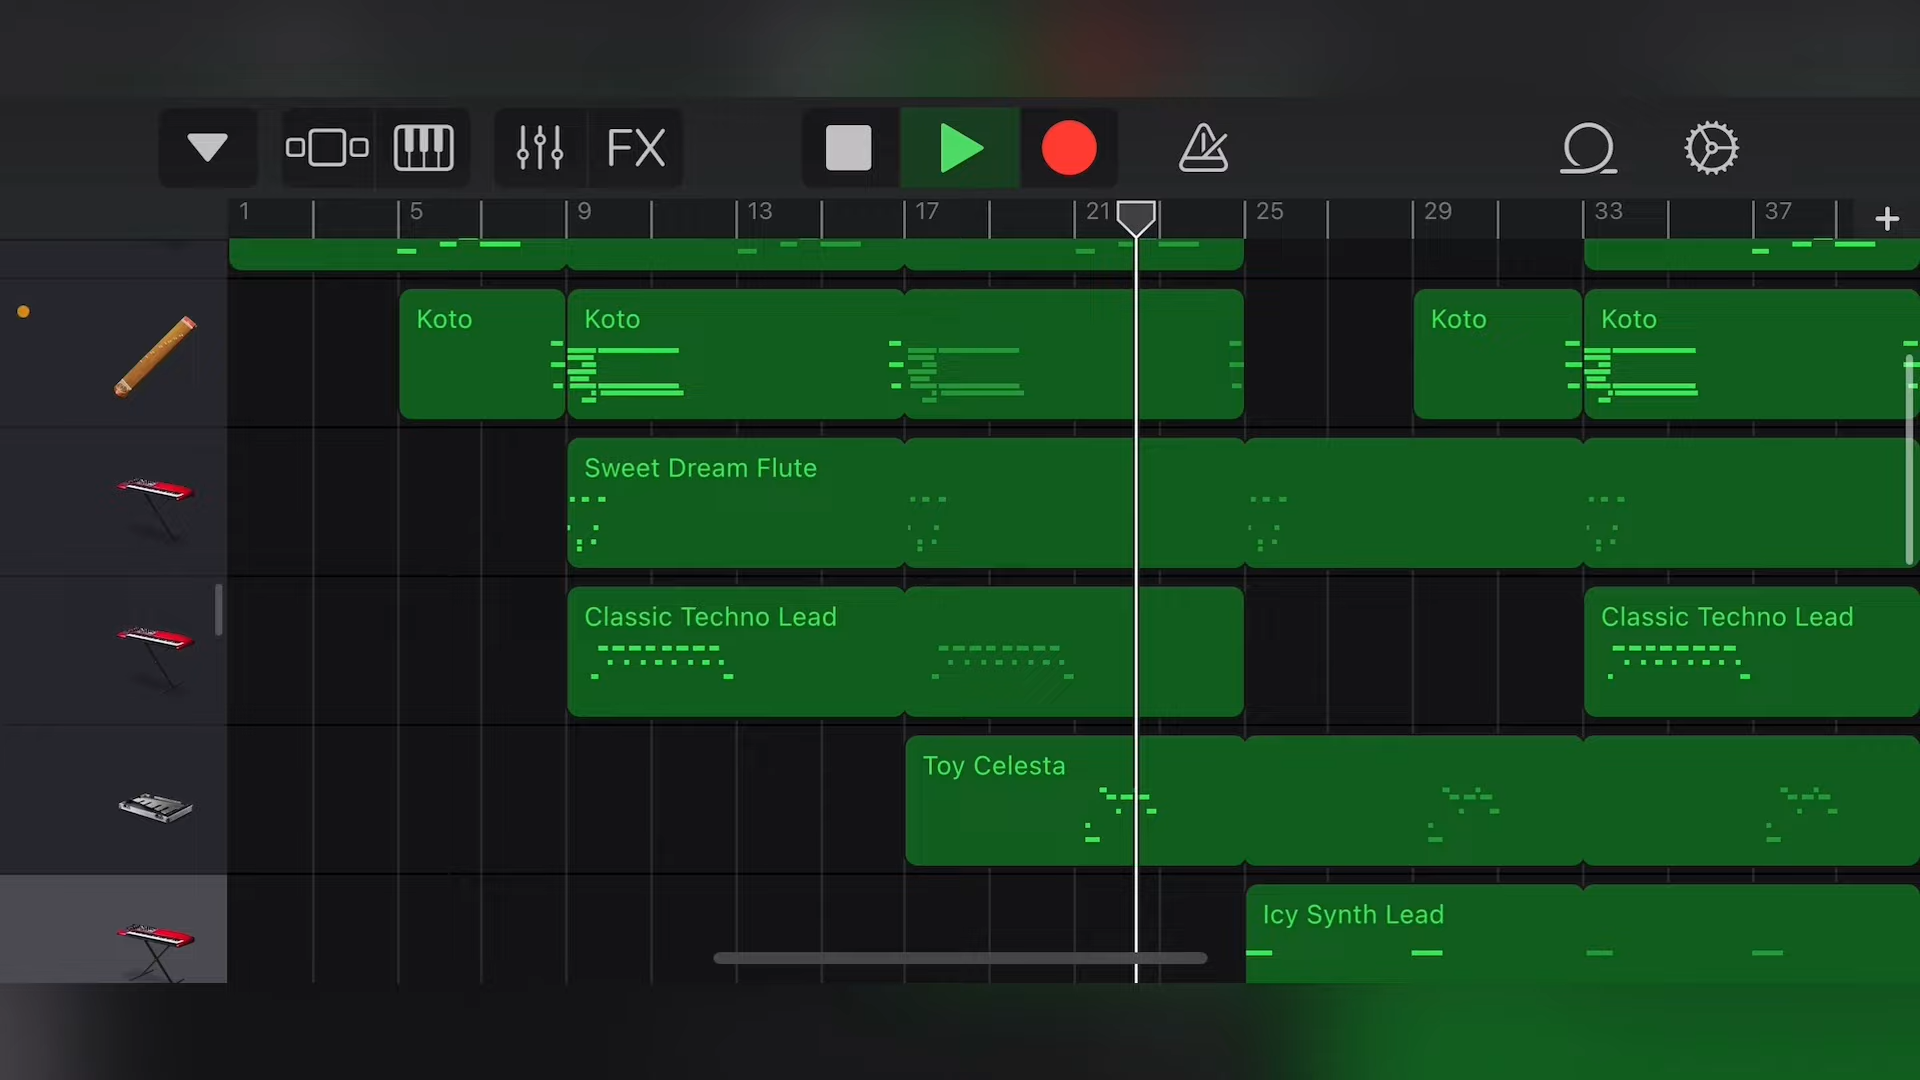 FX
1 5 9 13 17 21 25 29 33 37 +
Koto Koto Koto Koto
Sweet Dream Flute
Classic Techno Lead Classic Techno Lead
Toy Celesta
Icy Synth Lead